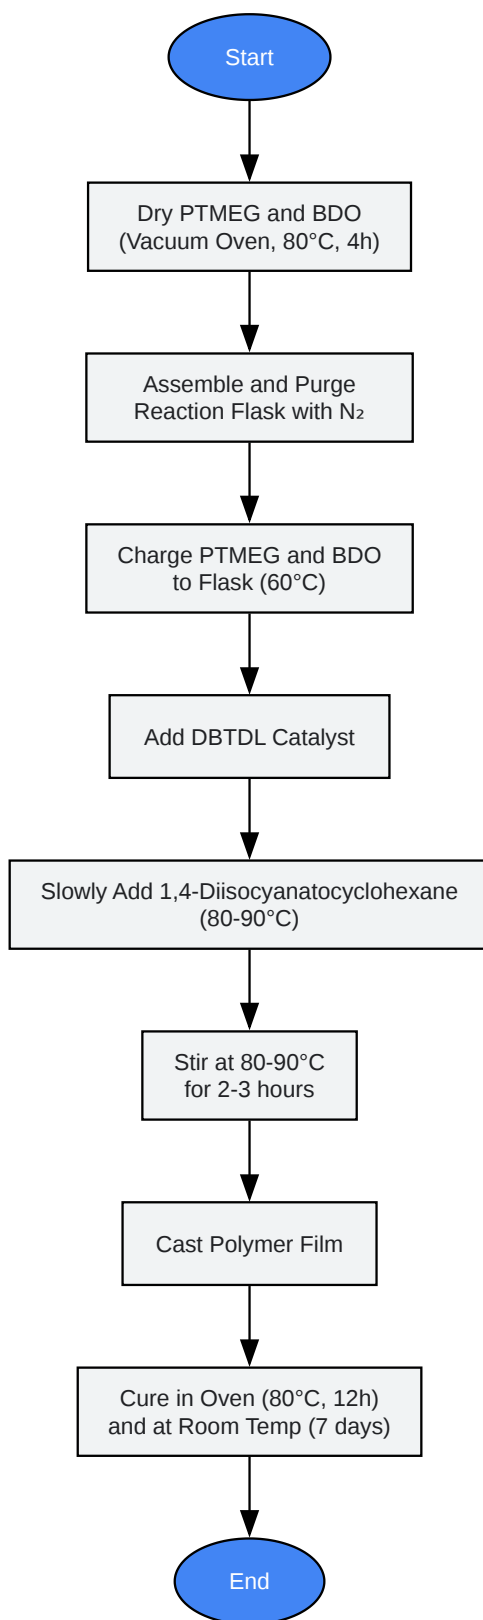 Start
Dry PTMEG and BDO
(Vacuum Oven, 80°C, 4h)
Assemble and Purge
Reaction Flask with N₂
Charge PTMEG and BDO
to Flask (60°C)
Add DBTDL Catalyst
Slowly Add 1,4-Diisocyanatocyclohexane
(80-90°C)
Stir at 80-90°C
for 2-3 hours
Cast Polymer Film
Cure in Oven (80°C, 12h)
and at Room Temp (7 days)
End